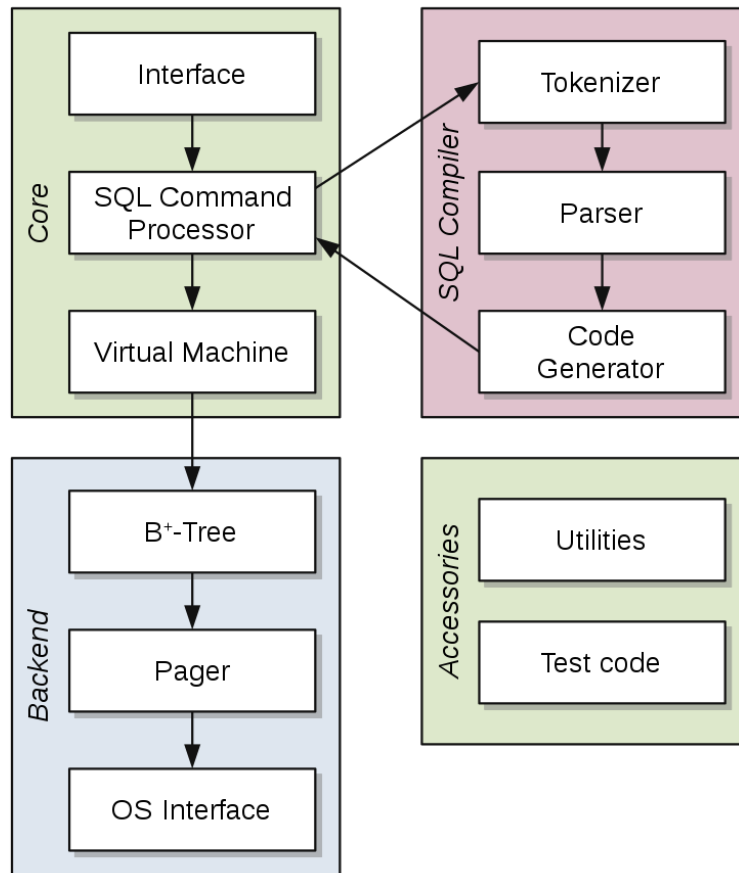 Core
Interface
SQL Command
Processor
Virtual Machine
SQL Compiler
Tokenizer
Parser
Code
Generator
Backend
B⁺-Tree
Pager
OS Interface
Accessories
Utilities
Test code